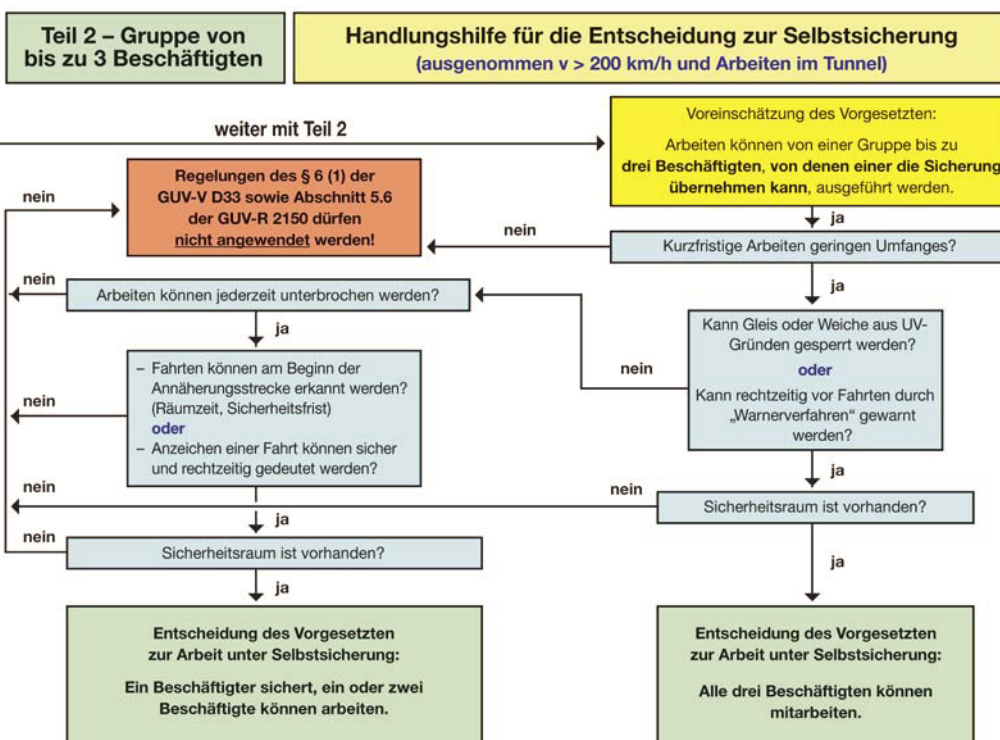 Teil 2 – Gruppe von
bis zu 3 Beschäftigten
Handlungshilfe für die Entscheidung zur Selbstsicherung
(ausgenommen v > 200 km/h und Arbeiten im Tunnel)
weiter mit Teil 2
Voreinschätzung des Vorgesetzten:
Arbeiten können von einer Gruppe bis zu
drei Beschäftigten, von denen einer die Sicherung
übernehmen kann, ausgeführt werden.
nein
Regelungen des § 6 (1) der
GUV-V D33 sowie Abschnitt 5.6
der GUV-R 2150 dürfen
nicht angewendet werden!
ja
nein
Kurzfristige Arbeiten geringen Umfanges?
nein
Arbeiten können jederzeit unterbrochen werden?
ja
ja
Kann Gleis oder Weiche aus UV-
Gründen gesperrt werden?
oder
Kann rechtzeitig vor Fahrten durch
„Warnerverfahren“ gewarnt
werden?
nein
nein
– Fahrten können am Beginn der
Annäherungsstrecke erkannt werden?
(Räumzeit, Sicherheitsfrist)
oder
– Anzeichen einer Fahrt können sicher
und rechtzeitig gedeutet werden?
ja
nein
nein
Sicherheitsraum ist vorhanden?
ja
nein
Sicherheitsraum ist vorhanden?
ja
ja
Entscheidung des Vorgesetzten
zur Arbeit unter Selbstsicherung:
Ein Beschäftigter sichert, ein oder zwei
Beschäftigte können arbeiten.
Entscheidung des Vorgesetzten
zur Arbeit unter Selbstsicherung:
Alle drei Beschäftigten können
mitarbeiten.